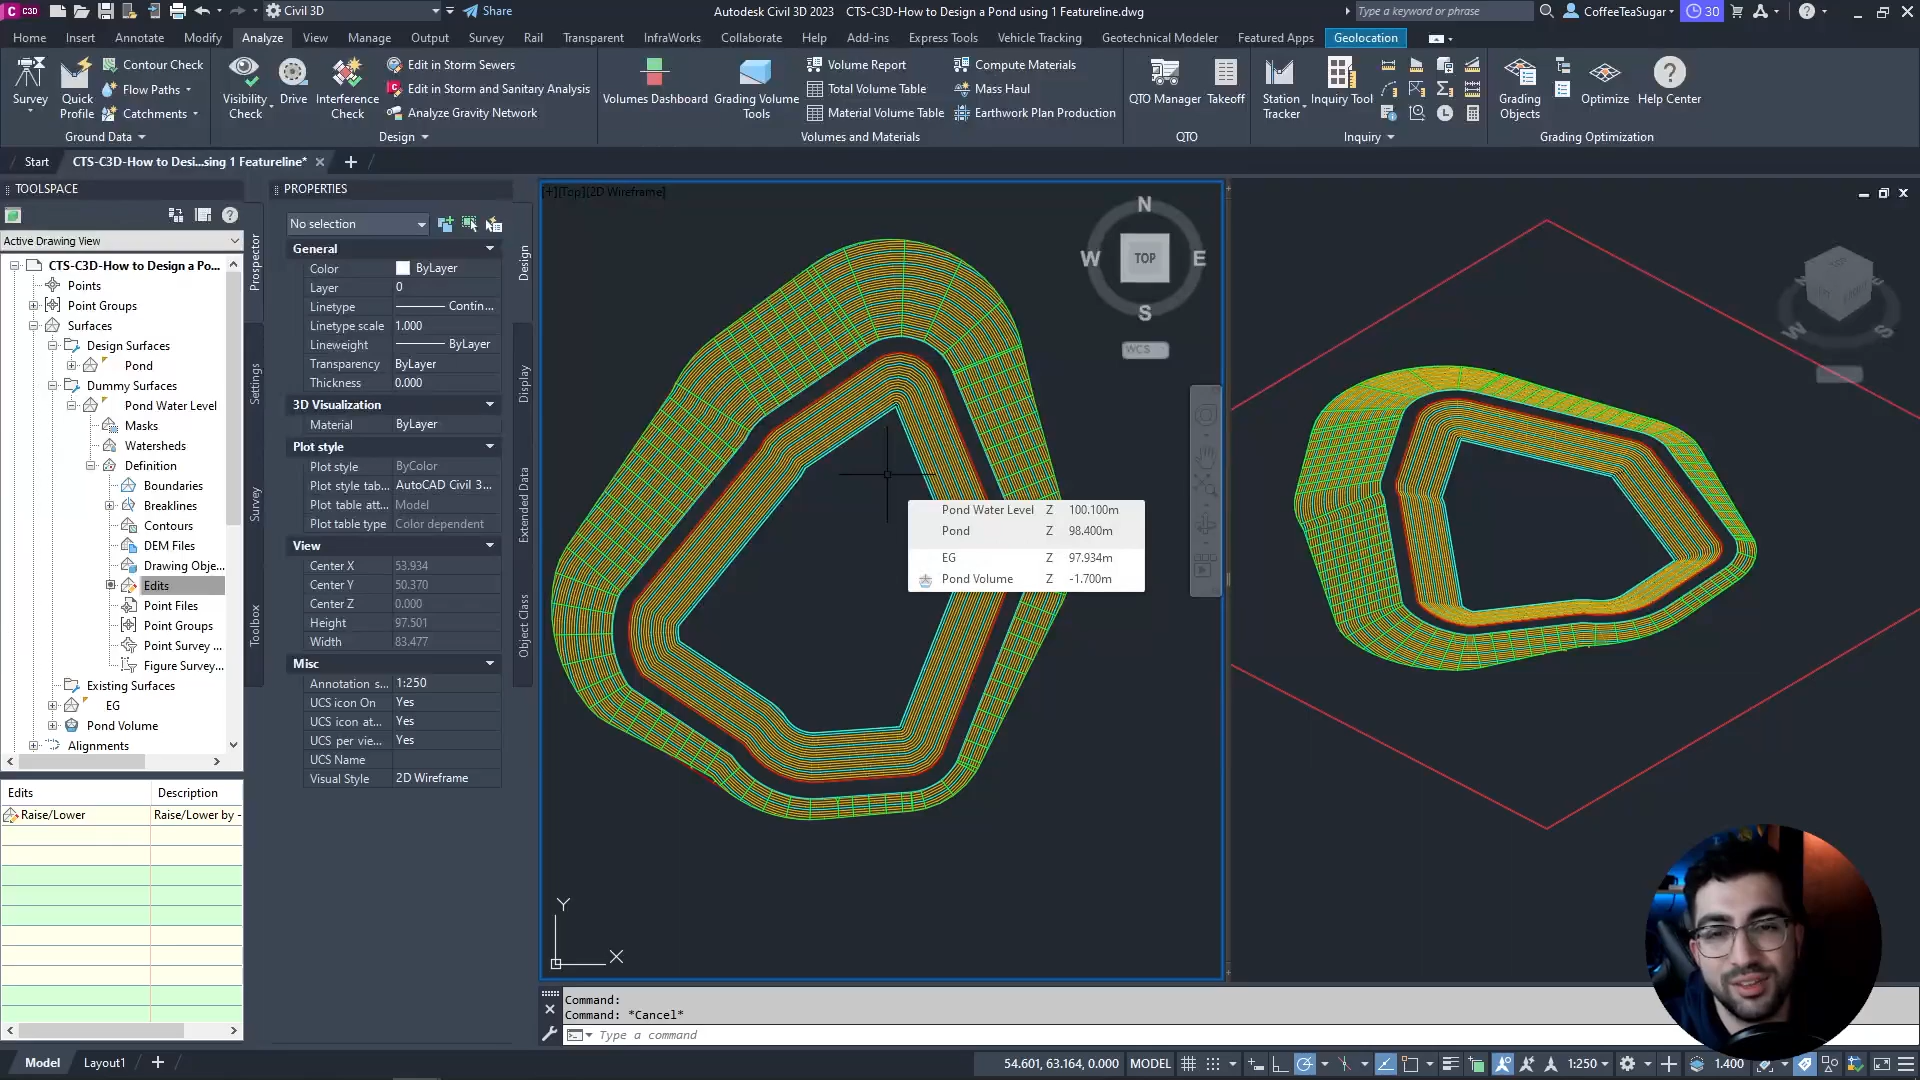 C3D Civil 3D Share Autodesk Civil 3D 2023 CTS-C3D-How to Design a Pond using 1 Featureline.dwg Type a keyword or phrase CoffeeTeaSugar 30
Home Insert Annotate Modify Analyze View Manage Output Survey Rail Transparent InfraWorks Collaborate Help Add-ins Express Tools Vehicle Tracking Geotechnical Modeler Featured Apps Geolocation
Survey
Quick Profile
Contour Check
Flow Paths
Catchments
Ground Data
Visibility Check
Drive
Interference Check
Edit in Storm Sewers
Edit in Storm and Sanitary Analysis
Analyze Gravity Network
Design
Volumes Dashboard
Grading Volume Tools
Volume Report
Total Volume Table
Material Volume Table
Compute Materials
Mass Haul
Earthwork Plan Production
Volumes and Materials
QTO Manager
Takeoff
QTO
Station Tracker
Inquiry Tool
Inquiry
Grading Objects
Optimize
Help Center
Grading Optimization
Start CTS-C3D-How to Desi...sing 1 Featureline*
TOOLSPACE
Active Drawing View
CTS-C3D-How to Design a Po...
Points
Point Groups
Surfaces
Design Surfaces
Pond
Dummy Surfaces
Pond Water Level
Masks
Watersheds
Definition
Boundaries
Breaklines
Contours
DEM Files
Drawing Obje...
Edits
Point Files
Point Groups
Point Survey ...
Figure Survey...
Existing Surfaces
EG
Pond Volume
Alignments
Prospector
Settings
Survey
Toolbox
Edits Description
Raise/Lower Raise/Lower by -
PROPERTIES
No selection
General
Color ByLayer
Layer 0
Linetype Contin...
Linetype scale 1.000
Lineweight ByLayer
Transparency ByLayer
Thickness 0.000
3D Visualization
Material ByLayer
Plot style
Plot style ByColor
Plot style tab... AutoCAD Civil 3...
Plot table att... Model
Plot table type Color dependent
View
Center X 53.934
Center Y 50.370
Center Z 0.000
Height 97.501
Width 83.477
Misc
Annotation s... 1:250
UCS icon On Yes
UCS icon at... Yes
UCS per vie... Yes
UCS Name
Visual Style 2D Wireframe
Design
Display
Extended Data
Object Class
[+][Top][2D Wireframe]
N
W TOP E
S
WCS
Pond Water Level Z 100.100m
Pond Z 98.400m
EG Z 97.934m
Pond Volume Z -1.700m
Y
X
W S
Command:
Command: *Cancel*
Type a command
Model Layout1
54.601, 63.164, 0.000 MODEL 1:250 1.400